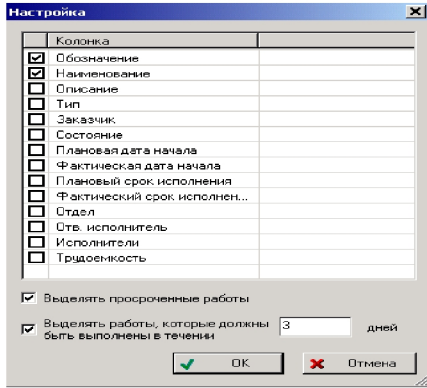 Настройка
Колонка
Обозначение
Наименование
Описание
Тип
Заказчик
Состояние
Плановая дата начала
Фактическая дата начала
Плановый срок исполнения
Фактический срок исполнен...
Отдел
Отв. исполнитель
Исполнители
Трудоемкость
Выделять просроченные работы
Выделять работы, которые должны 3 дней
быть выполнены в течении
OK Отмена